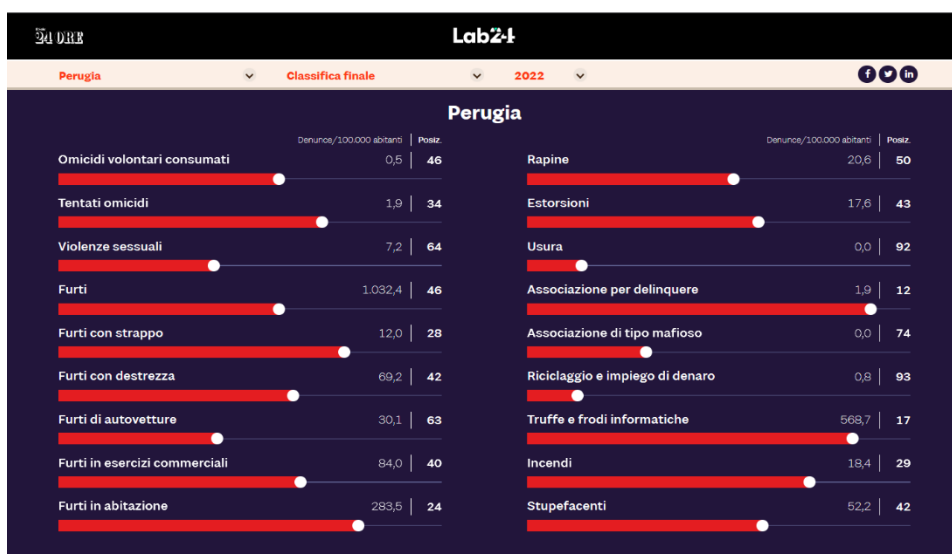 24 ORE
Lab24
Perugia Classifica finale 2022
Perugia
Denunce/100.000 abitanti Posiz.
Omicidi volontari consumati 0,5 46
Tentati omicidi 1,9 34
Violenze sessuali 7,2 64
Furti 1.032,4 46
Furti con strappo 12,0 28
Furti con destrezza 69,2 42
Furti di autovetture 30,1 63
Furti in esercizi commerciali 84,0 40
Furti in abitazione 283,5 24
Denunce/100.000 abitanti Posiz.
Rapine 20,6 50
Estorsioni 17,6 43
Usura 0,0 92
Associazione per delinquere 1,9 12
Associazione di tipo mafioso 0,0 74
Riciclaggio e impiego di denaro 0,8 93
Truffe e frodi informatiche 568,7 17
Incendi 18,4 29
Stupefacenti 52,2 42